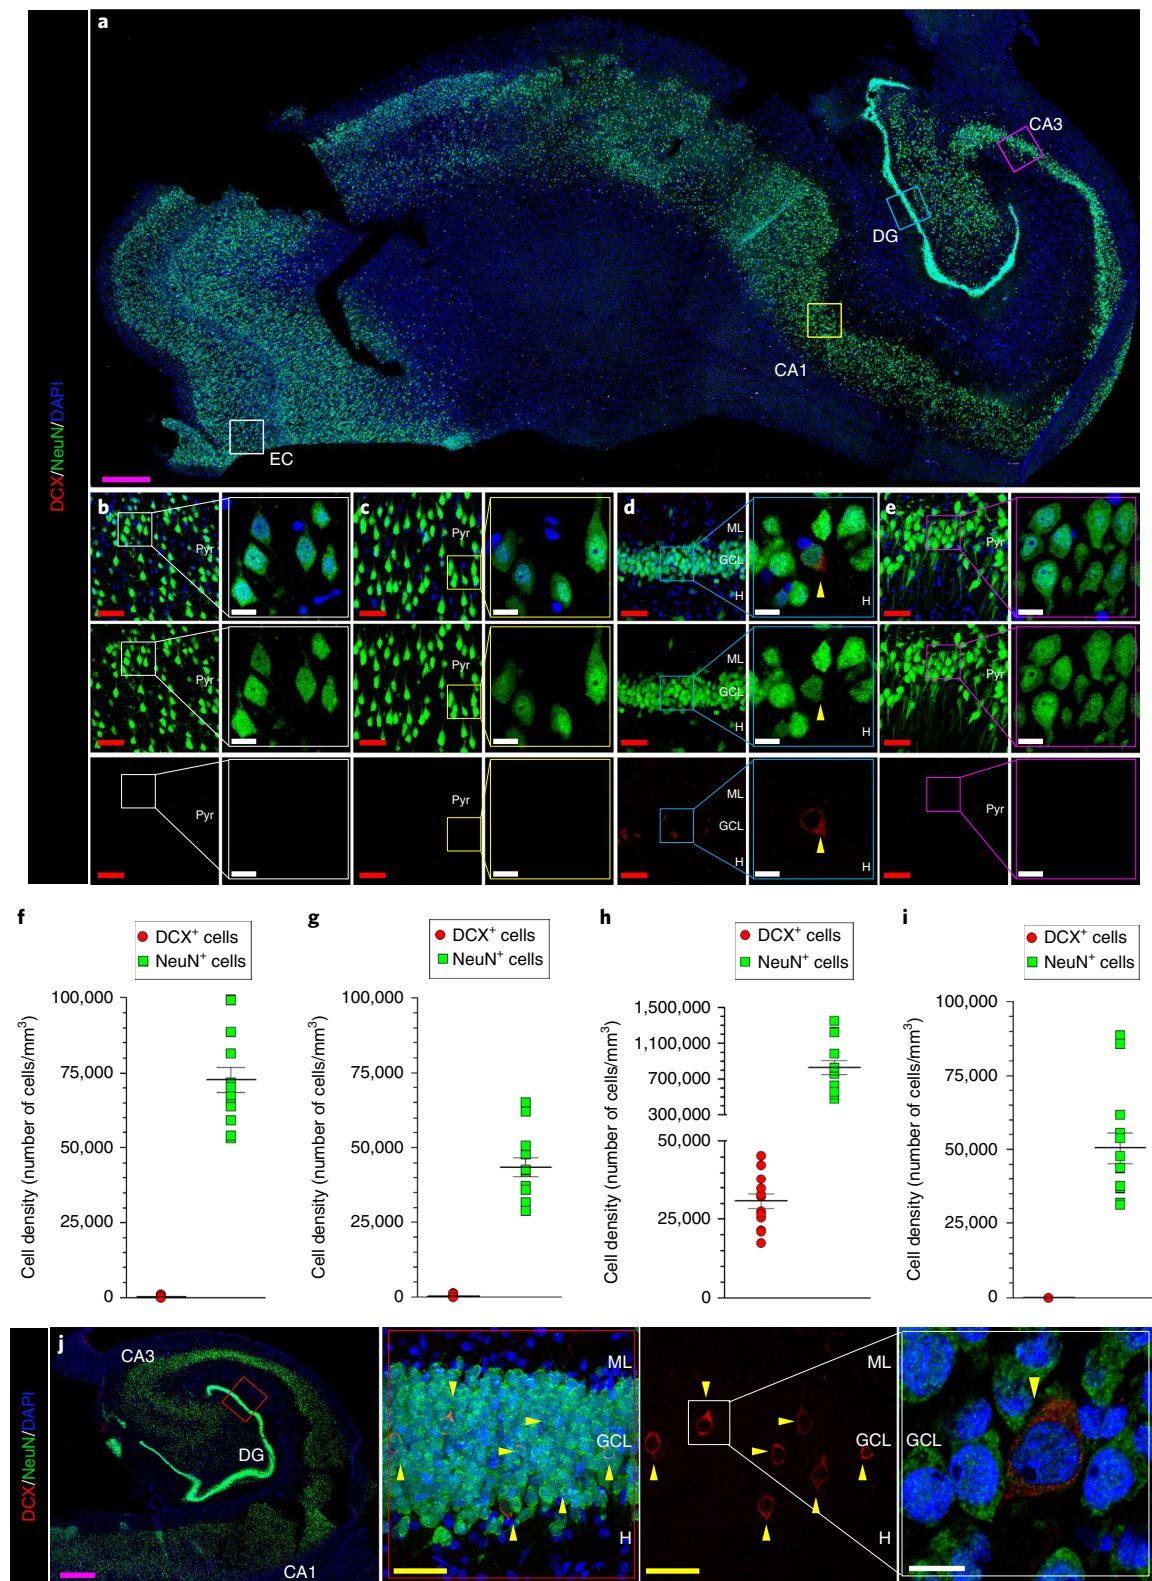 a
CA3
DG
CA1
EC
DCX/NeuN/DAPI
b
Pyr
c
Pyr
d
ML
GCL
H
H
e
Pyr
Pyr
Pyr
ML
GCL
H
H
Pyr
Pyr
Pyr
ML
GCL
H
H
Pyr
f
DCX⁺ cells
NeuN⁺ cells
Cell density (number of cells/mm³)
100,000
75,000
50,000
25,000
0
g
DCX⁺ cells
NeuN⁺ cells
Cell density (number of cells/mm³)
100,000
75,000
50,000
25,000
0
h
DCX⁺ cells
NeuN⁺ cells
Cell density (number of cells/mm³)
1,500,000
1,100,000
700,000
300,000
50,000
25,000
0
i
DCX⁺ cells
NeuN⁺ cells
Cell density (number of cells/mm³)
100,000
75,000
50,000
25,000
0
DCX/NeuN/DAPI
j
CA3
DG
CA1
ML
GCL
H
ML
GCL
H
GCL